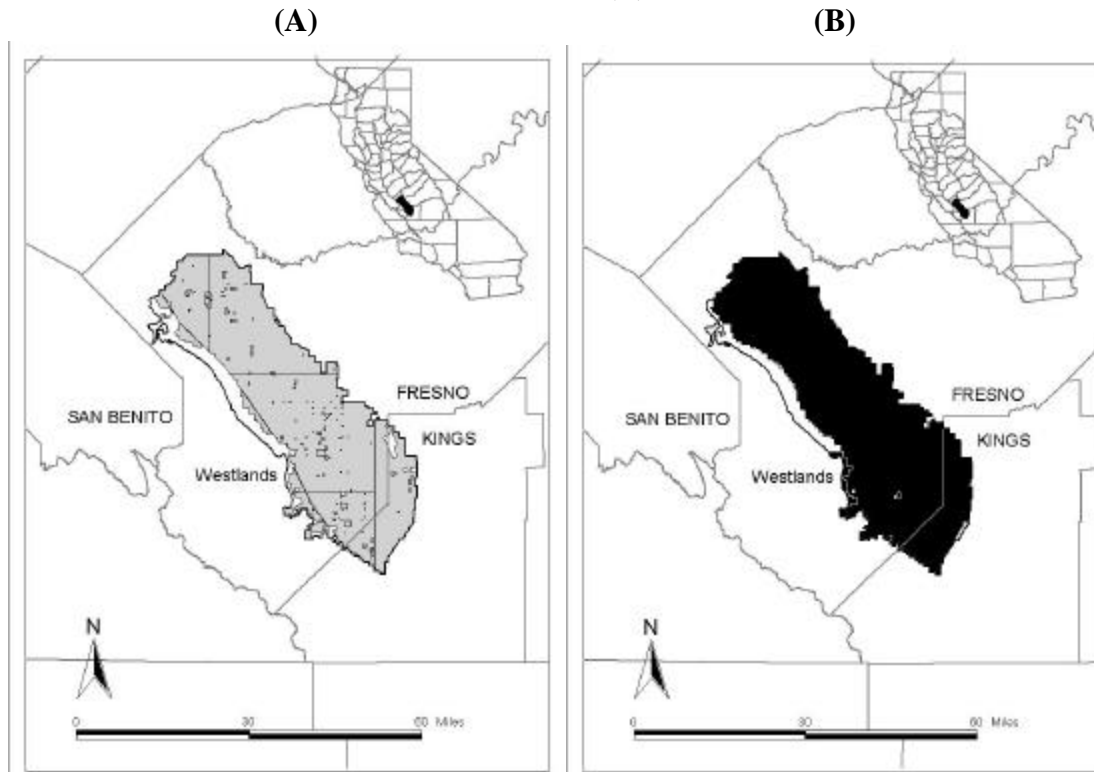 (A)
(B)
FRESNO
SAN BENITO
KINGS
Westlands
N
0 30 60 Miles
FRESNO
SAN BENITO
KINGS
Westlands
N
0 30 60 Miles